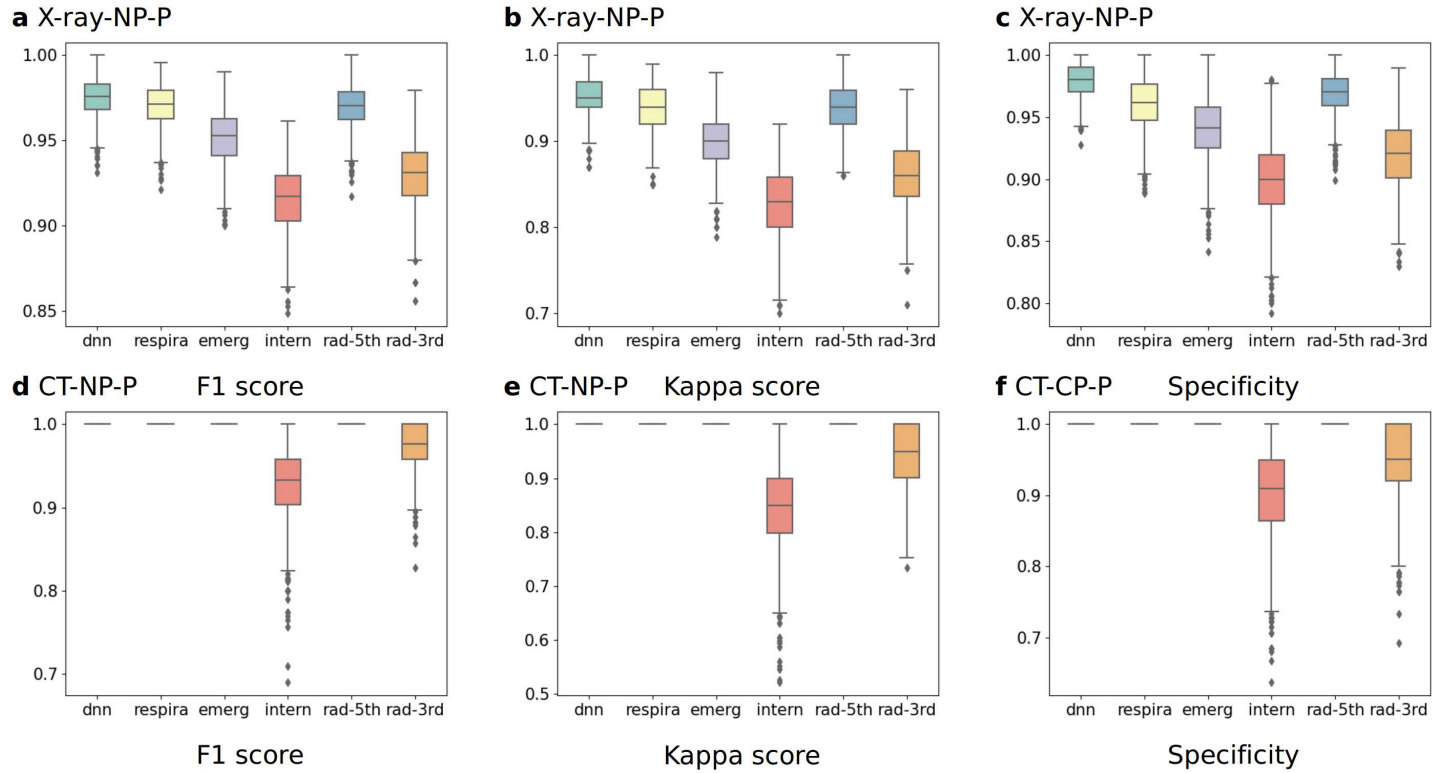 a X-ray-NP-P
b X-ray-NP-P
c X-ray-NP-P
1.00
0.95
0.90
0.85
dnn respira emerg intern rad-5th rad-3rd
F1 score
1.0
0.9
0.8
0.7
dnn respira emerg intern rad-5th rad-3rd
Kappa score
1.00
0.95
0.90
0.85
0.80
dnn respira emerg intern rad-5th rad-3rd
Specificity
d CT-NP-P
e CT-NP-P
f CT-CP-P
1.0
0.9
0.8
0.7
dnn respira emerg intern rad-5th rad-3rd
F1 score
1.0
0.9
0.8
0.7
0.6
0.5
dnn respira emerg intern rad-5th rad-3rd
Kappa score
1.0
0.9
0.8
0.7
dnn respira emerg intern rad-5th rad-3rd
Specificity